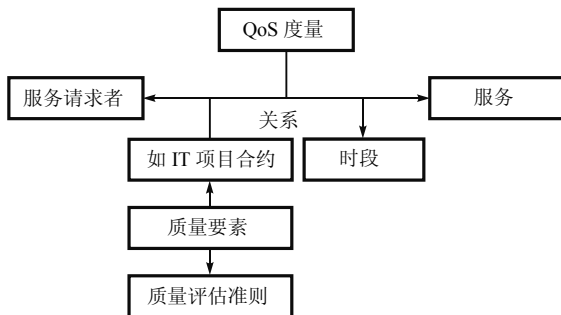 QoS 度量
服务请求者
服务
关系
如 IT 项目合约
时段
质量要素
质量评估准则